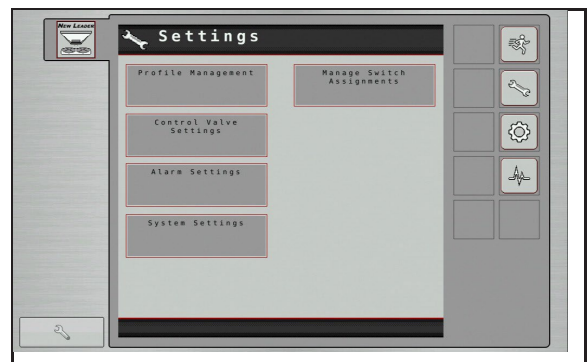 NEW LEADER
Settings
Profile Management
Manage Switch
Assignments
Control Valve
Settings
Alarm Settings
System Settings